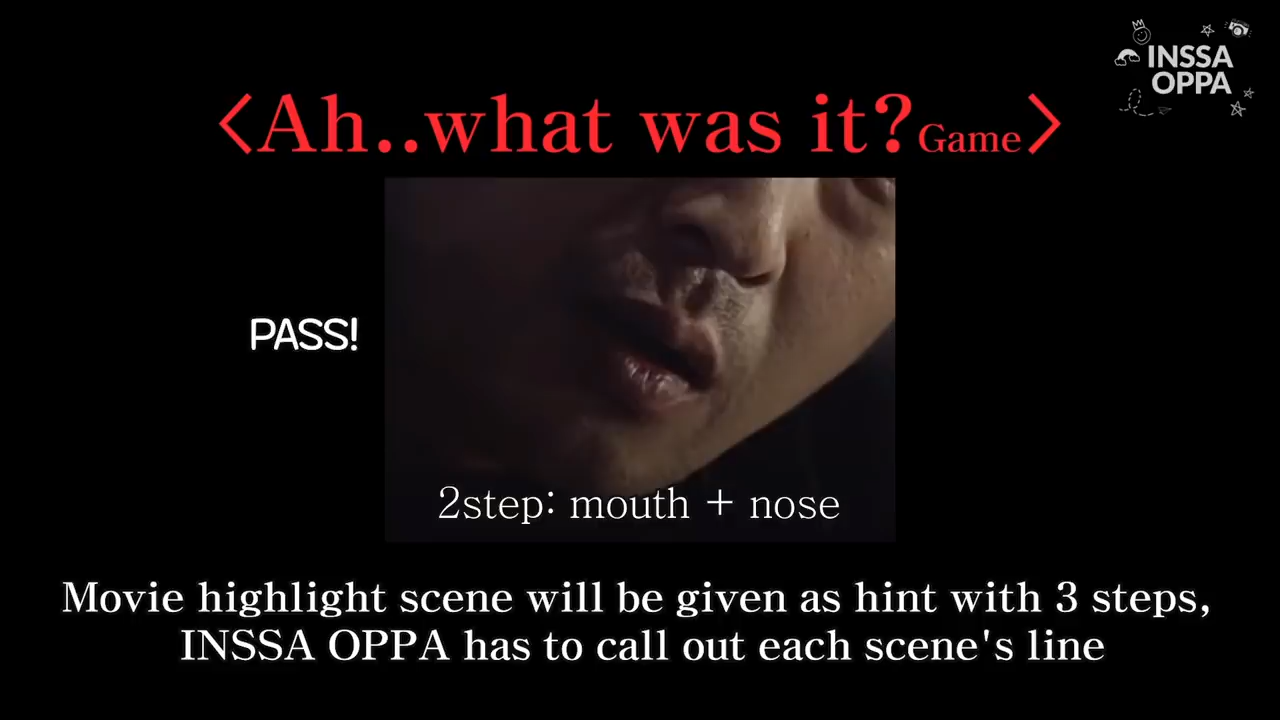 INSSA
OPPA
<Ah..what was it?Game>
PASS!
2step: mouth + nose
Movie highlight scene will be given as hint with 3 steps,
INSSA OPPA has to call out each scene's line